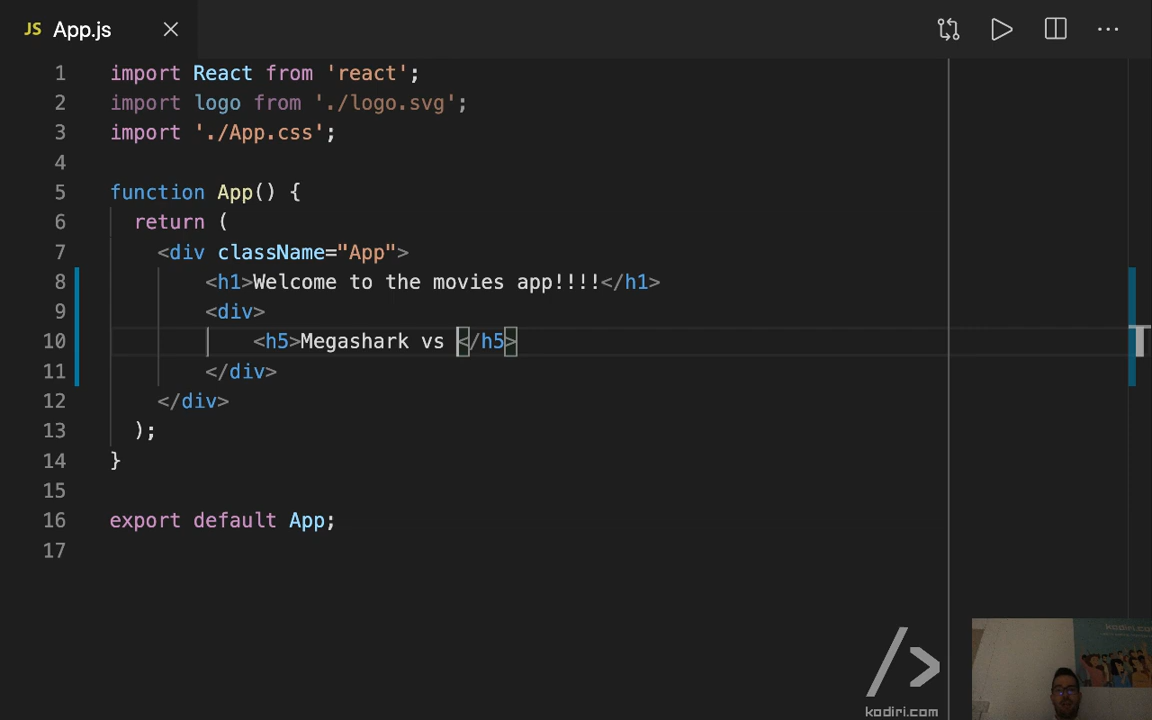 JS App.js
1 import React from 'react';
2 import logo from './logo.svg';
3 import './App.css';
4
5 function App() {
6 return (
7 <div className="App">
8 <h1>Welcome to the movies app!!!!</h1>
9 <div>
10 <h5>Megashark vs </h5>
11 </div>
12 </div>
13 );
14 }
15
16 export default App;
17
/>
kodiri.com
kodiri.com